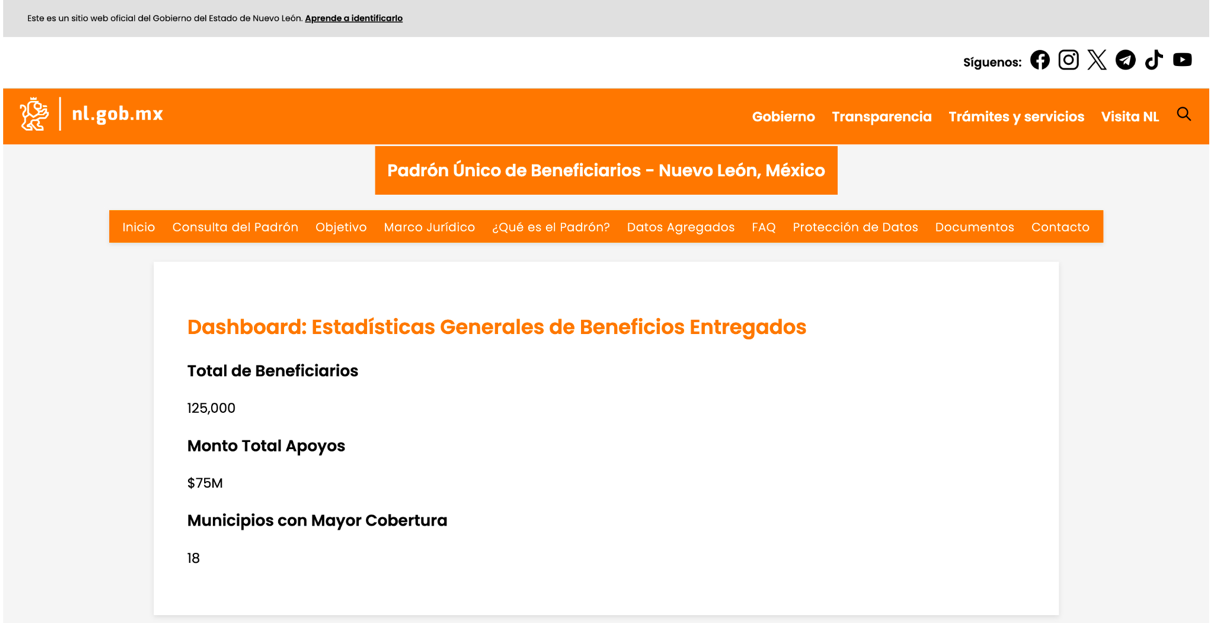 Este es un sitio web oficial del Gobierno del Estado de Nuevo León. Aprende a identificarlo
Síguenos:
nl.gob.mx
Gobierno Transparencia Trámites y servicios Visita NL
Padrón Único de Beneficiarios - Nuevo León, México
Inicio Consulta del Padrón Objetivo Marco Jurídico ¿Qué es el Padrón? Datos Agregados FAQ Protección de Datos Documentos Contacto
Dashboard: Estadísticas Generales de Beneficios Entregados
Total de Beneficiarios
125,000
Monto Total Apoyos
$75M
Municipios con Mayor Cobertura
18